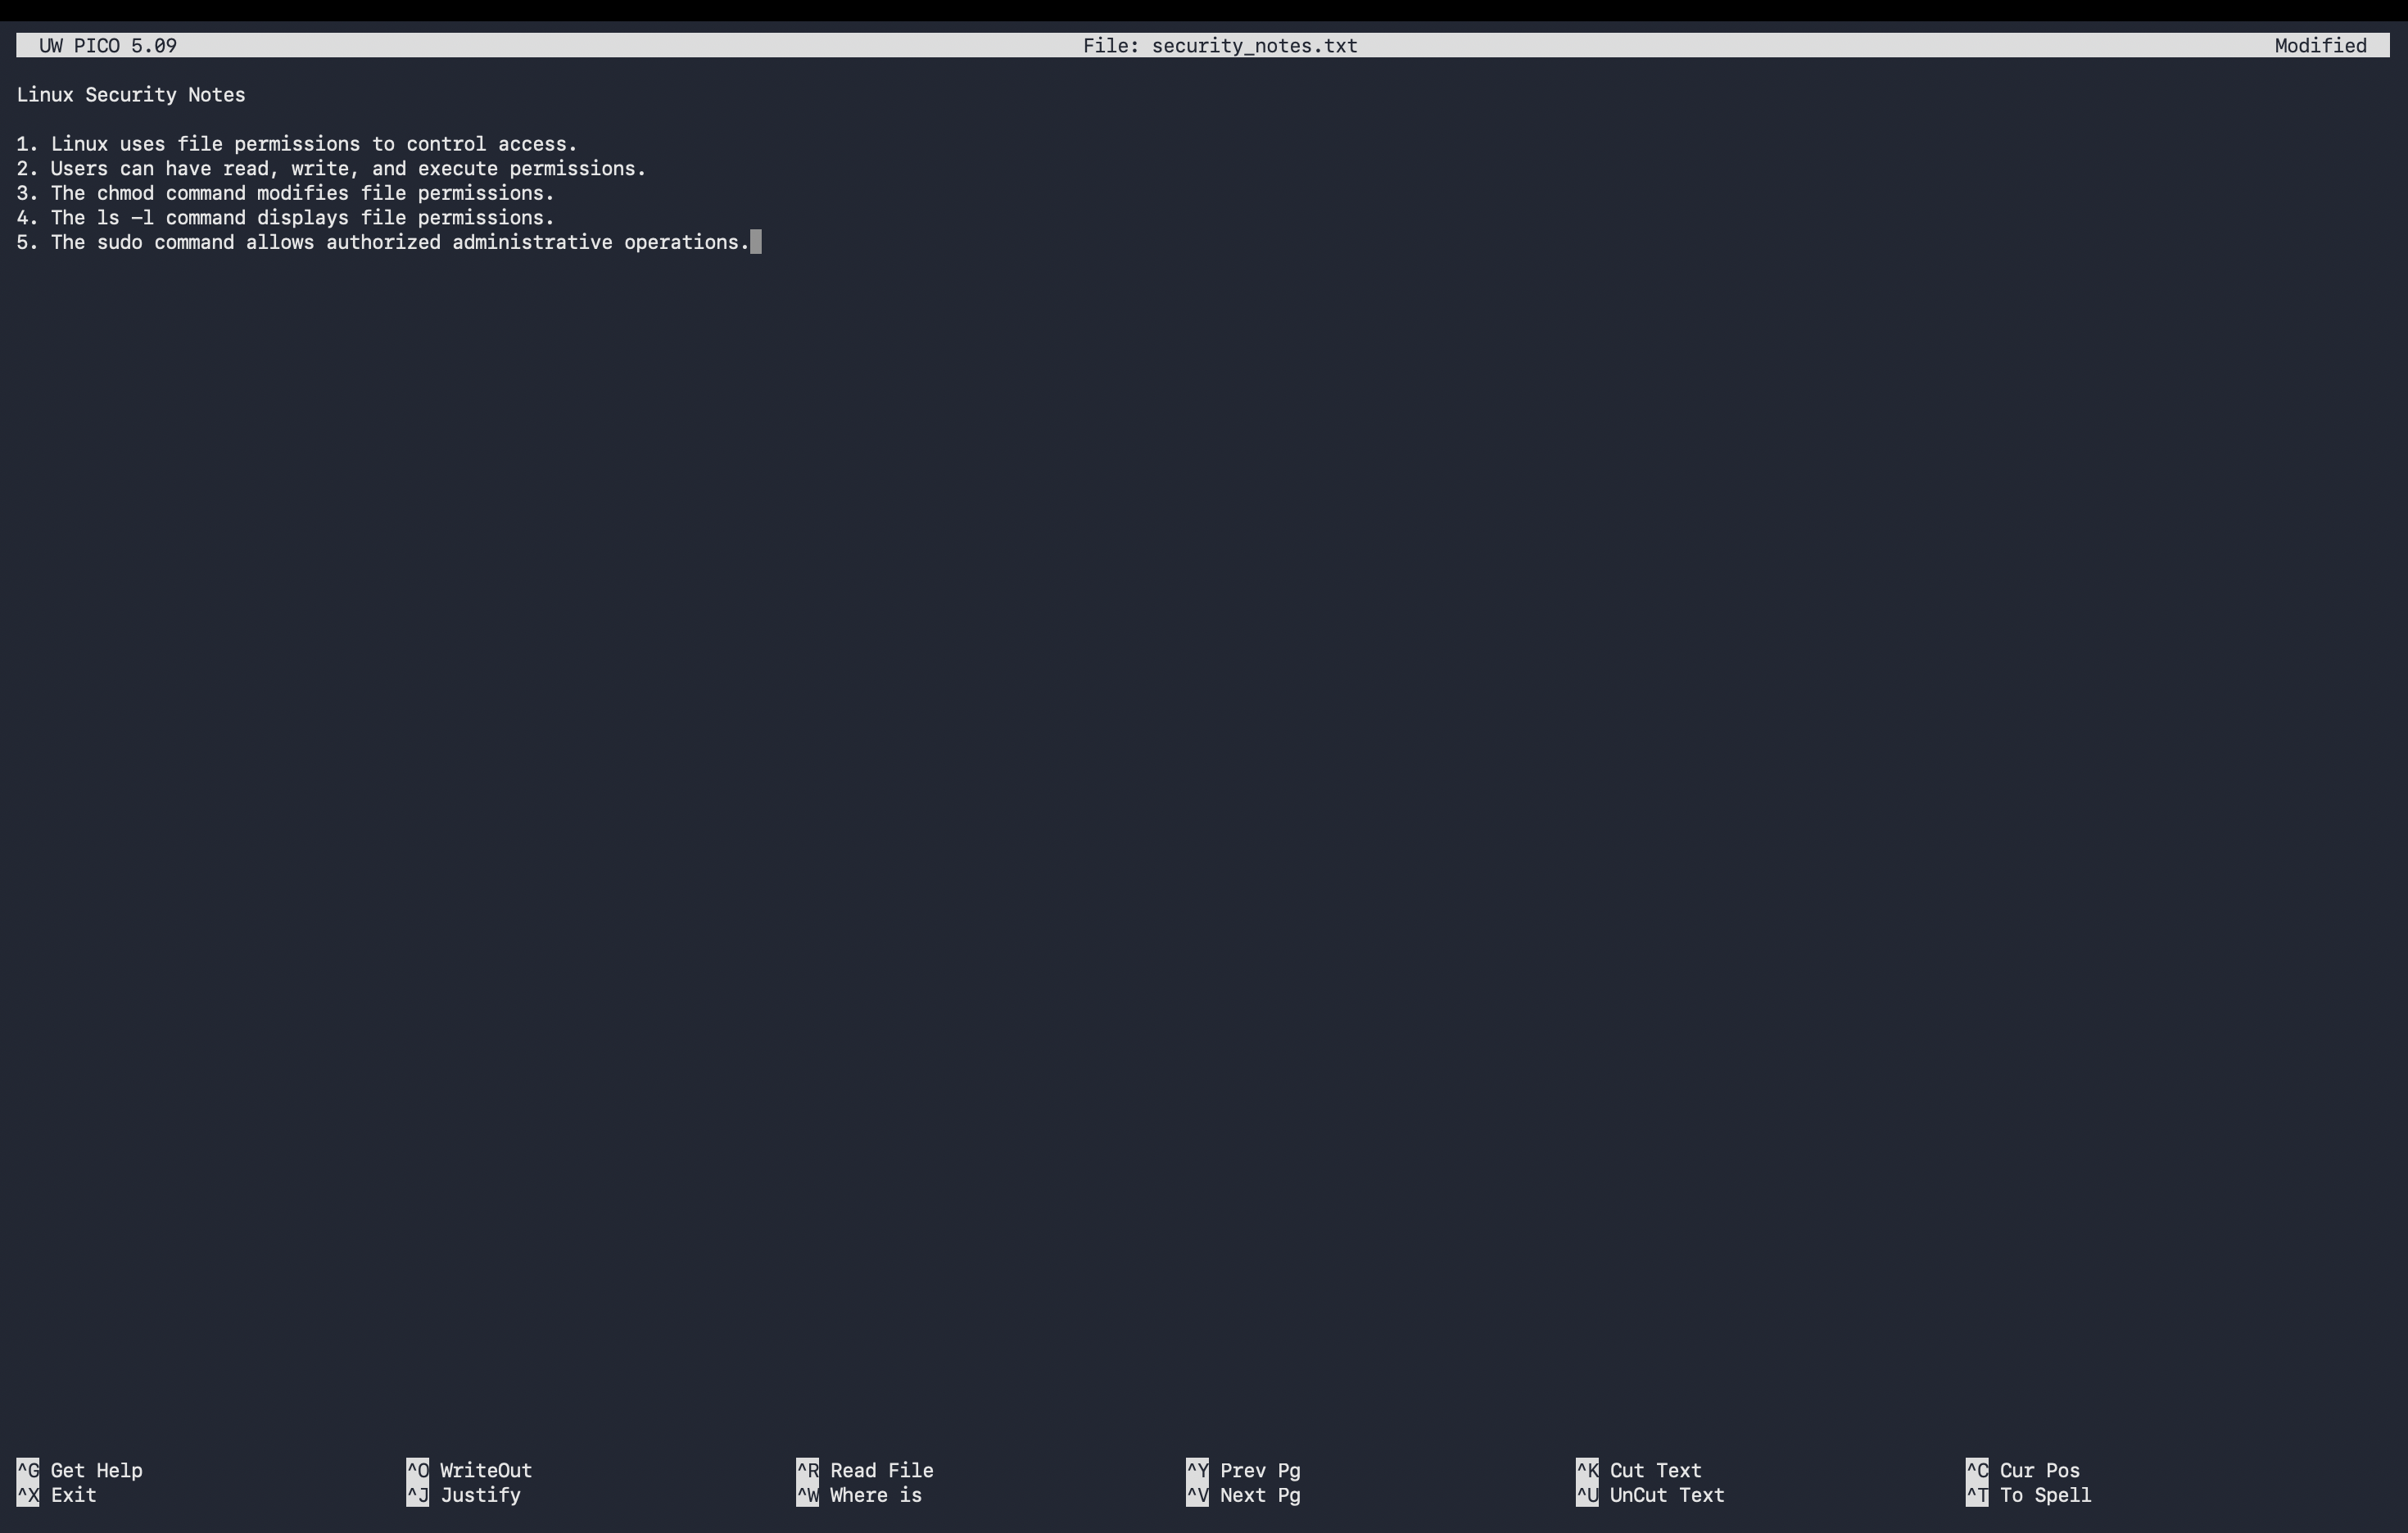 UW PICO 5.09 File: security_notes.txt Modified
Linux Security Notes
1. Linux uses file permissions to control access.
2. Users can have read, write, and execute permissions.
3. The chmod command modifies file permissions.
4. The ls –l command displays file permissions.
5. The sudo command allows authorized administrative operations.
^G Get Help ^O WriteOut ^R Read File ^Y Prev Pg ^K Cut Text ^C Cur Pos
^X Exit ^J Justify ^W Where is ^V Next Pg ^U UnCut Text ^T To Spell